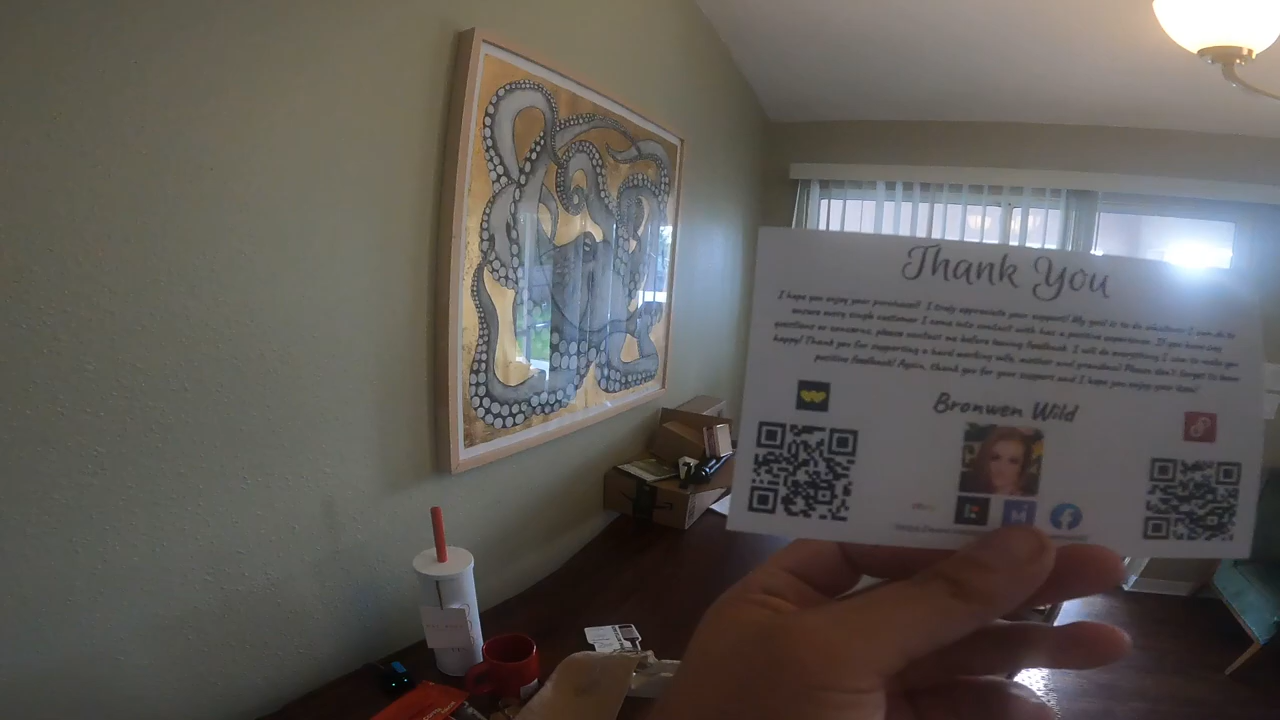 Thank You
I hope you enjoy your purchase!! I truly appreciate your support! My goal is to do whatever I can do to
ensure every single customer I come into contact with has a positive experience. If you have any
questions or concerns, please contact me before leaving feedback. I will do everything I can to make you
happy! Thank you for supporting a hard working wife, mother and grandma! Please don't forget to leave
positive feedback! Again, thank you for your support and I hope you enjoy your item!
Bronwen Wild